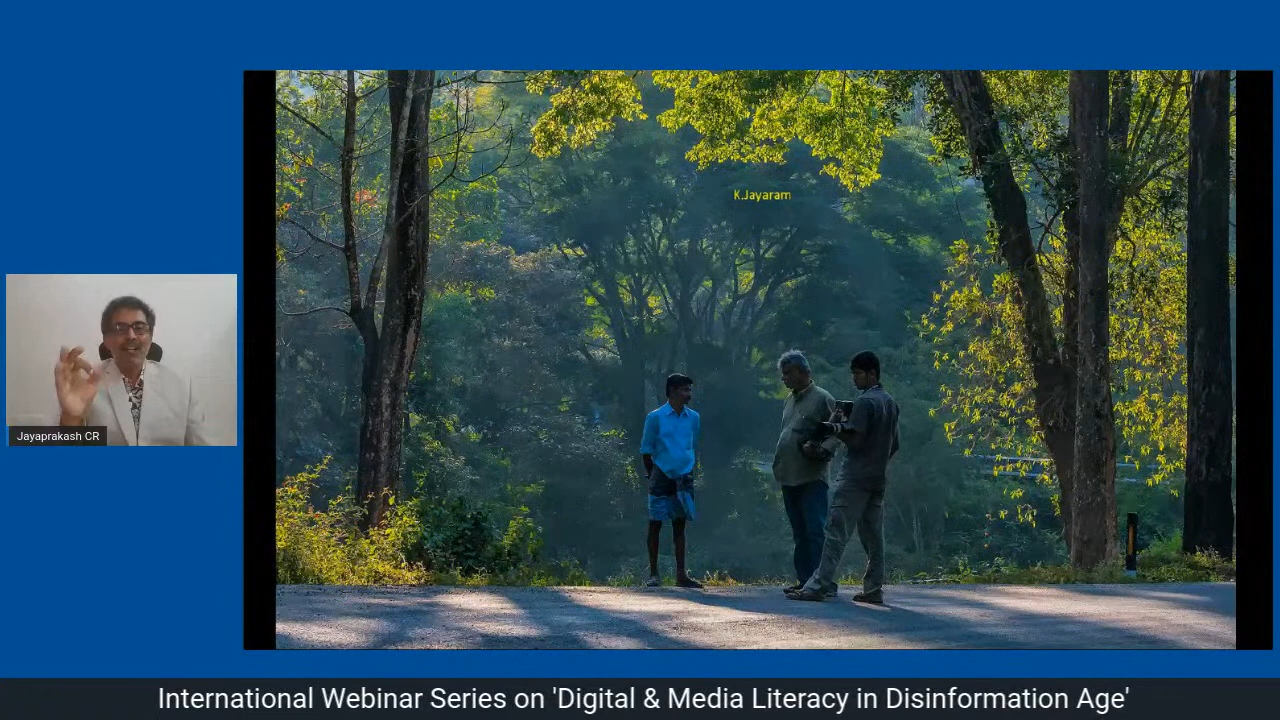 K.Jayaram
Jayaprakash CR
International Webinar Series on 'Digital & Media Literacy in Disinformation Age'